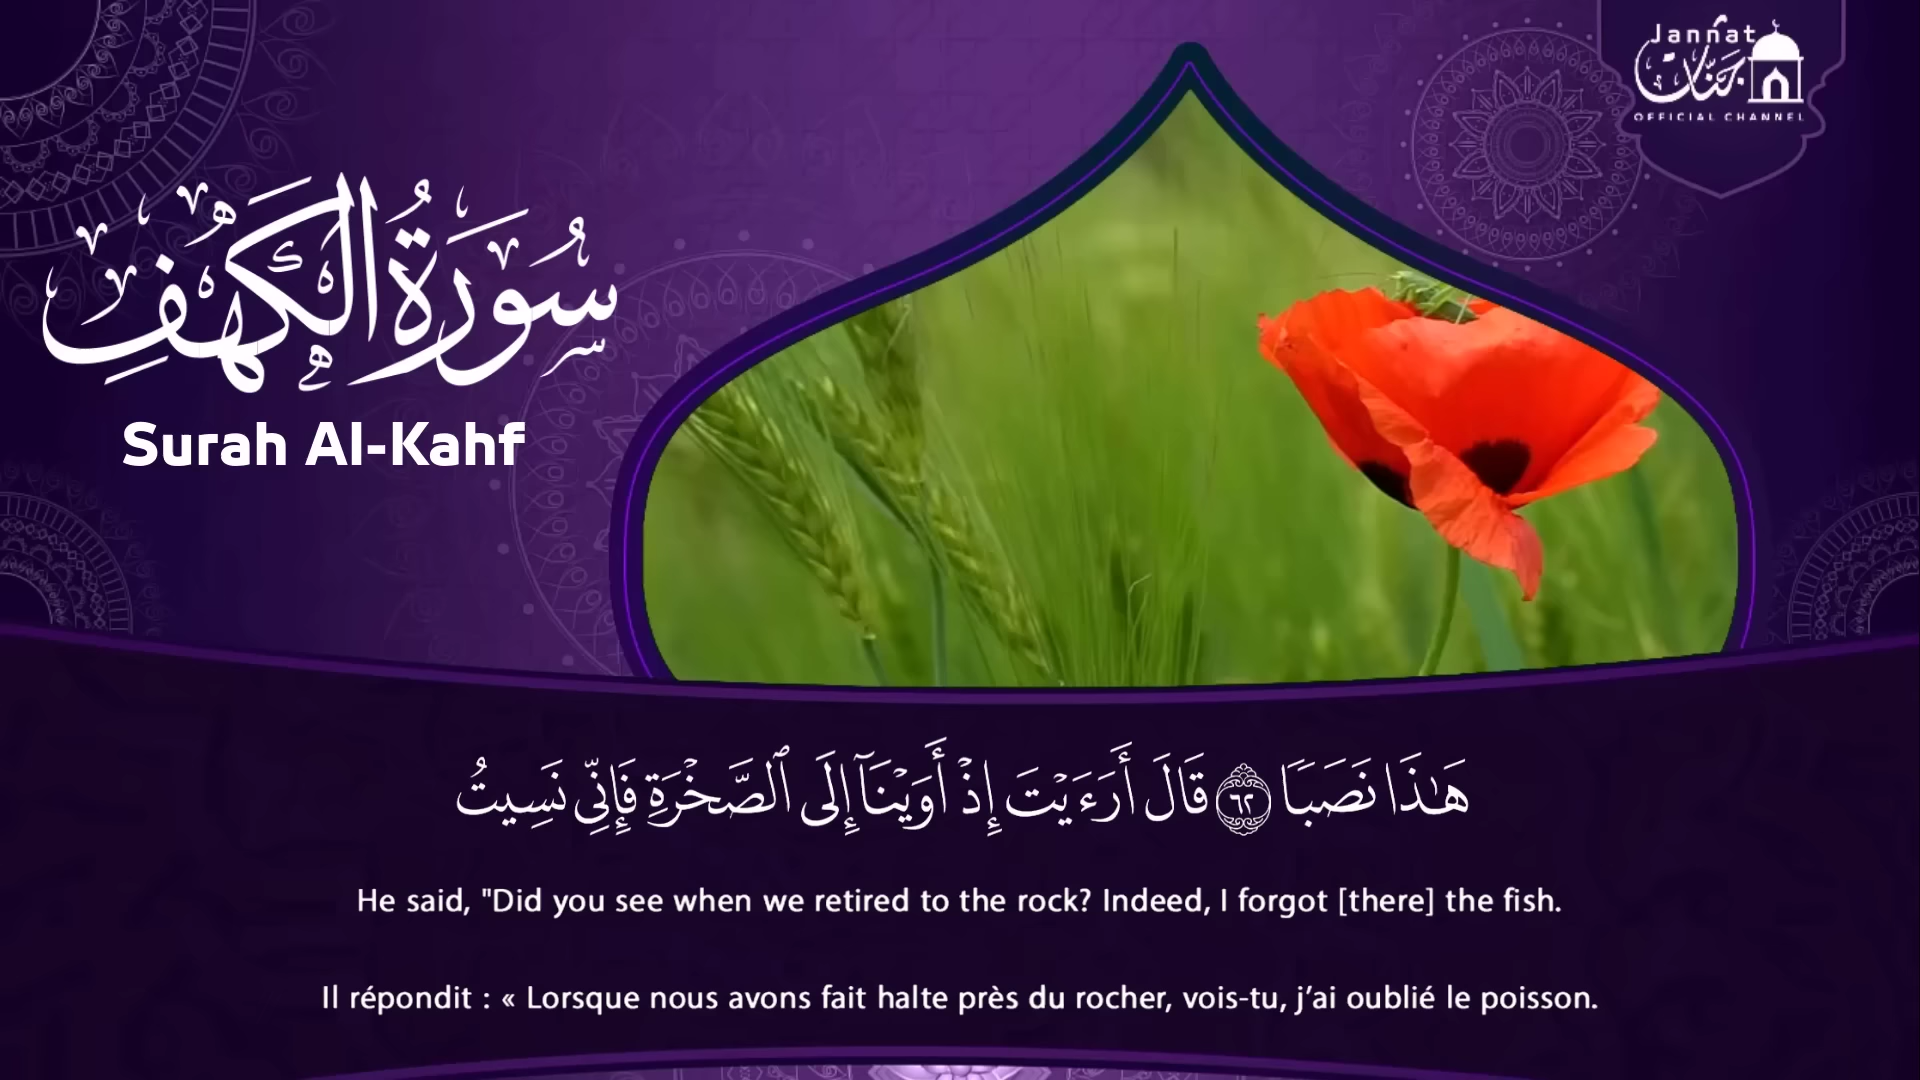 Jannat
جنات
OFFICIAL CHANNEL
سُورَةُ الكَهْفِ
Surah Al-Kahf
هَـٰذَا نَصَبًا ۝٦٢ قَالَ أَرَءَيْتَ إِذْ أَوَيْنَآ إِلَى ٱلصَّخْرَةِ فَإِنِّى نَسِيتُ
He said, "Did you see when we retired to the rock? Indeed, I forgot [there] the fish.
Il répondit : « Lorsque nous avons fait halte près du rocher, vois-tu, j’ai oublié le poisson.